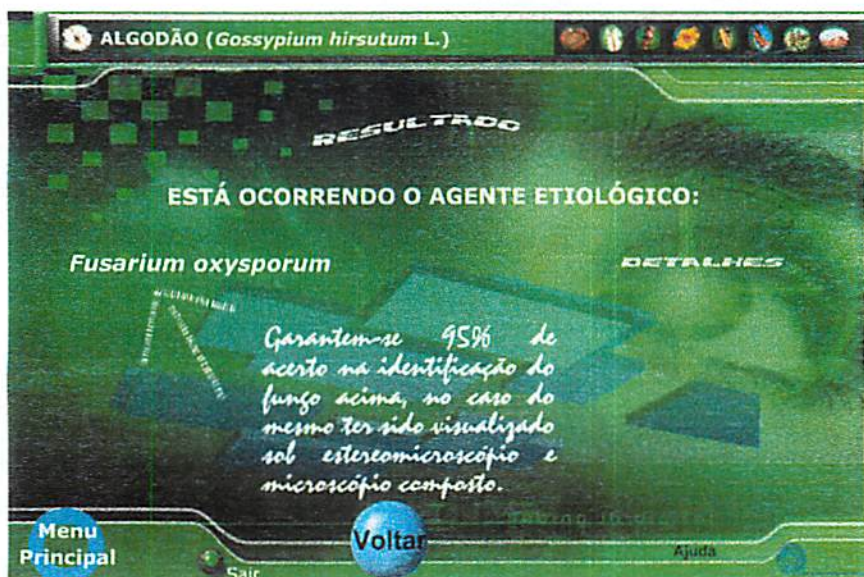 ALGODÃO (Gossypium hirsutum L.)
RESULTADO
ESTÁ OCORRENDO O AGENTE ETIOLÓGICO:
Fusarium oxysporum
DETALHES
Garantem-se 95% de
acerto na identificação do
fungo acima, no caso do
mesmo ter sido visualizado
sob estereomicroscópio e
microscópio composto.
Menu
Principal
Sair
Voltar
Ajuda